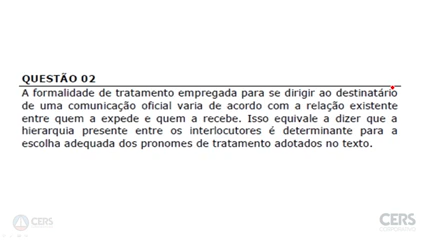 QUESTÃO 02
A formalidade de tratamento empregada para se dirigir ao destinatário
de uma comunicação oficial varia de acordo com a relação existente
entre quem a expede e quem a recebe. Isso equivale a dizer que a
hierarquia presente entre os interlocutores é determinante para a
escolha adequada dos pronomes de tratamento adotados no texto.
CERS
CERS